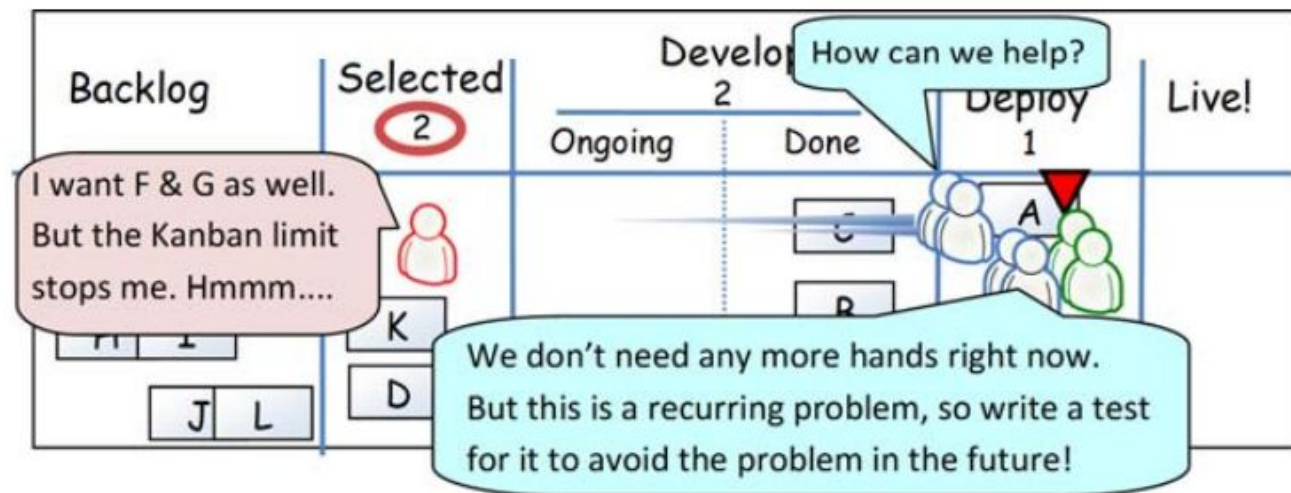 Backlog
Selected
2
2
Ongoing
Done
How can we help?
Deploy
1
Live!
I want F & G as well.
But the Kanban limit
stops me. Hmmm....
A
C
B
K
D
J L
We don't need any more hands right now.
But this is a recurring problem, so write a test
for it to avoid the problem in the future!